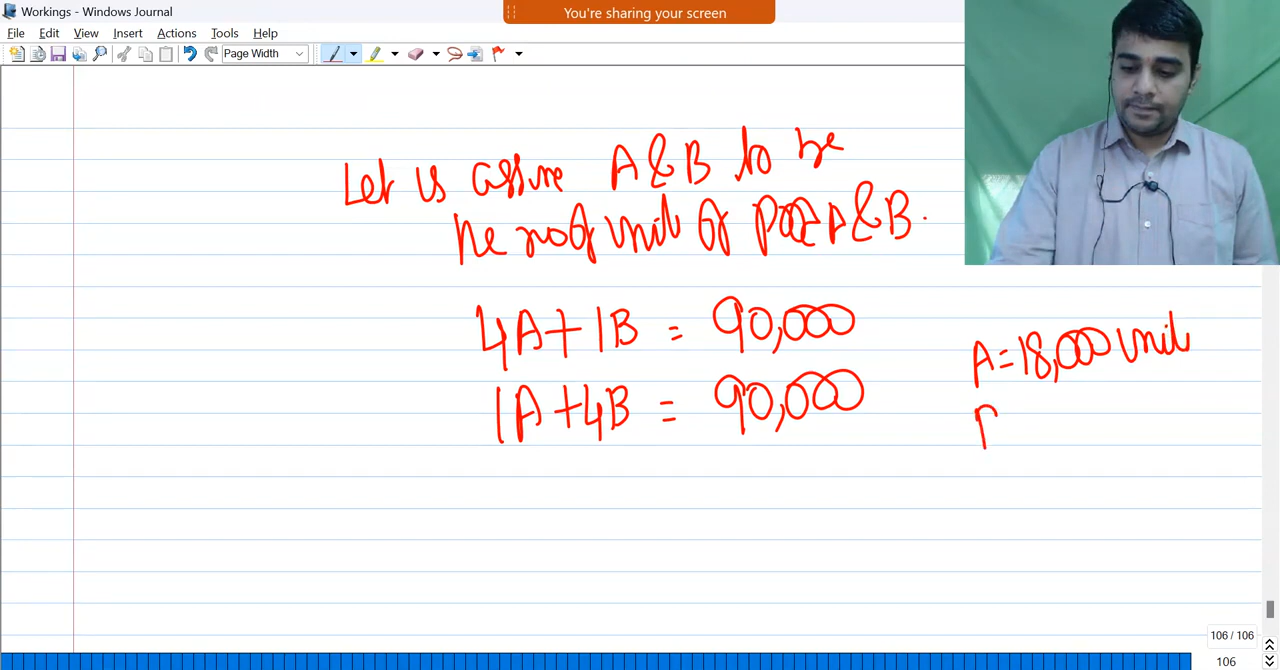 Workings - Windows Journal
You're sharing your screen
File Edit View Insert Actions Tools Help
Page Width
Let us assume A&B to be
the no of unit of Pdt A&B.
4A+1B = 90,000
1A+4B = 90,000
A=18,000 units
106 / 106
106